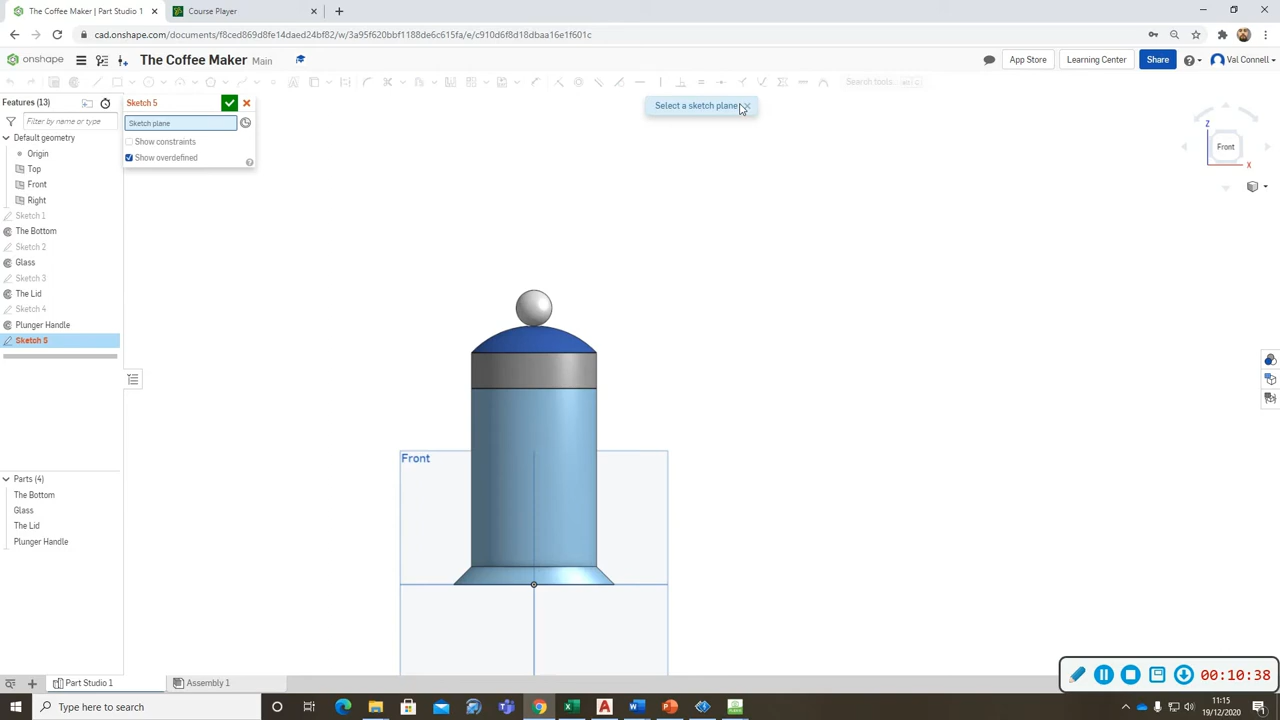 The Coffee Maker | Part Studio 1
Course Player
cad.onshape.com/documents/f8ced869d8fe14daed24bf82/w/3a95f620bbf1188de6c615fa/e/c910d6f8d18dbaa16e1f601c
onshape
The Coffee Maker Main
App Store
Learning Center
Share
Val Connell
Search tools...
Features (13)
Filter by name or type
Default geometry
Origin
Top
Front
Right
Sketch 1
The Bottom
Sketch 2
Glass
Sketch 3
The Lid
Sketch 4
Plunger Handle
Sketch 5
Sketch 5
Sketch plane
Show constraints
Show overdefined
Select a sketch plane
Z
Front
X
Front
Parts (4)
The Bottom
Glass
The Lid
Plunger Handle
Part Studio 1
Assembly 1
00:10:38
Type here to search
11:15
19/12/2020